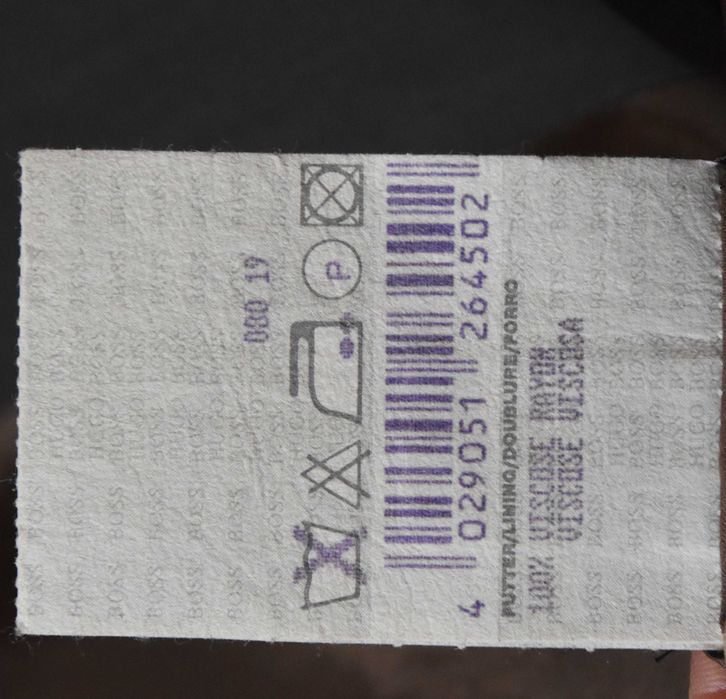 080 19
P
4 029051 264502
FUTTER/LINING/DOUBLURE/FORRO
100% VISCOSE RAYON
VISCOSE VISCOSA